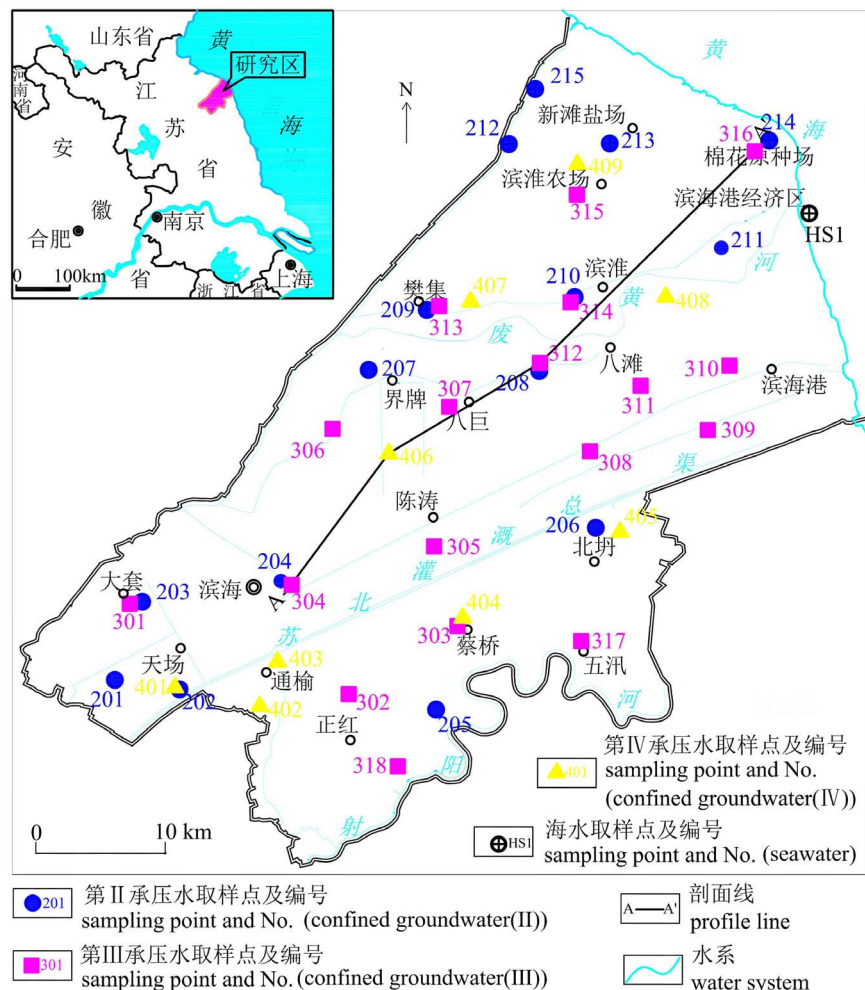 山东省
黄
研究区
河南省
江
苏
海
安
省
徽
南京
合肥
0 100km
省
浙江省
上海
N
黄
海
215
新滩盐场
212
213
214
316
A'
棉花原种场
409
滨淮农场
315
滨海港经济区
HS1
211
河
210
滨淮
樊集
407
408
209
313
314
黄
废
312
八滩
310
207
208
界牌
307
八巨
311
滨海港
306
309
406
308
渠
陈涛
总
206
405
溉
北坍
305
204
大套
203
滨海
灌
A
304
北
301
404
苏
303
蔡桥
317
天场
403
五汛
401
通榆
201
202
302
402
205
河
正红
318
阳
射
0 10 km
401
第Ⅳ承压水取样点及编号
sampling point and No.
(confined groundwater(Ⅳ))
HS1
海水取样点及编号
sampling point and No. (seawater)
201
第Ⅱ承压水取样点及编号
sampling point and No. (confined groundwater(II))
A A'
剖面线
profile line
301
第Ⅲ承压水取样点及编号
sampling point and No.(confined groundwater(III))
水系
water system